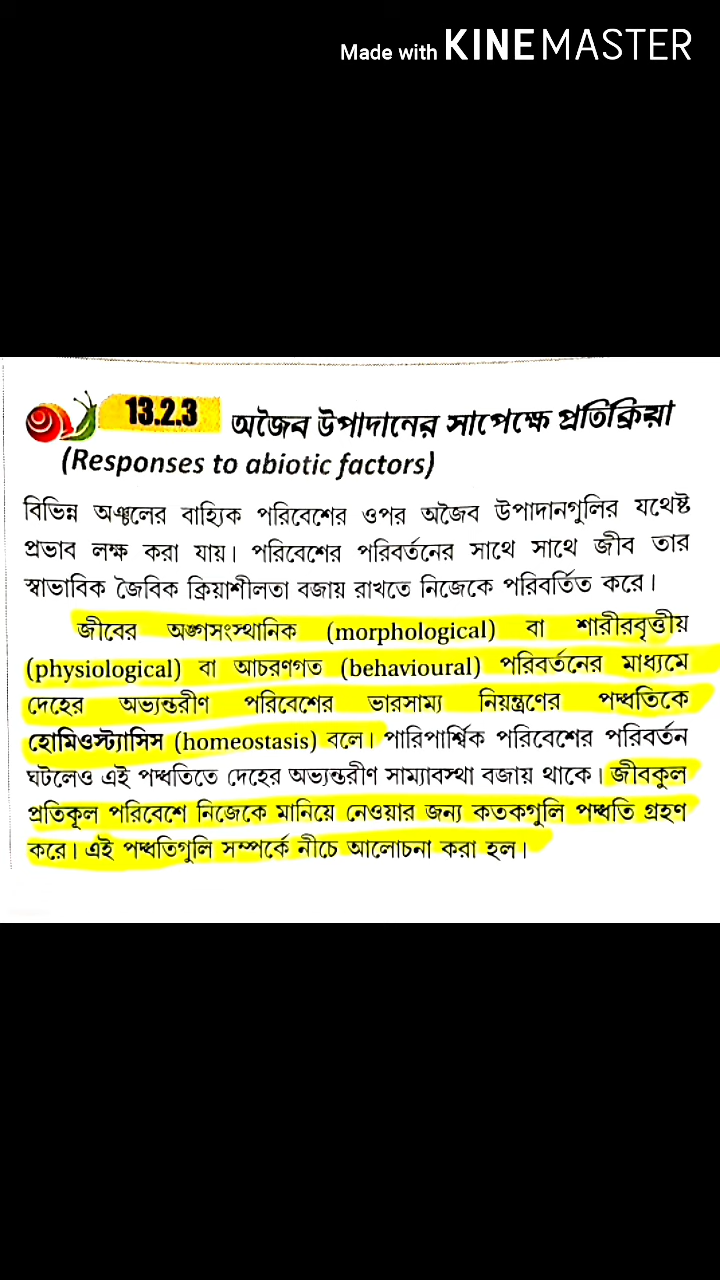 Made with KINEMASTER
13.2.3 অজৈব উপাদানের সাপেক্ষে প্রতিক্রিয়া
(Responses to abiotic factors)
বিভিন্ন অঞ্চলের বাহ্যিক পরিবেশের ওপর অজৈব উপাদানগুলির যথেষ্ট
প্রভাব লক্ষ করা যায়। পরিবেশের পরিবর্তনের সাথে সাথে জীব তার
স্বাভাবিক জৈবিক ক্রিয়াশীলতা বজায় রাখতে নিজেকে পরিবর্তিত করে।
জীবের অঙ্গসংস্থানিক (morphological) বা শারীরবৃত্তীয়
(physiological) বা আচরণগত (behavioural) পরিবর্তনের মাধ্যমে
দেহের অভ্যন্তরীণ পরিবেশের ভারসাম্য নিয়ন্ত্রণের পদ্ধতিকে
হোমিওস্ট্যাসিস (homeostasis) বলে। পারিপার্শ্বিক পরিবেশের পরিবর্তন
ঘটলেও এই পদ্ধতিতে দেহের অভ্যন্তরীণ সাম্যাবস্থা বজায় থাকে। জীবকুল
প্রতিকূল পরিবেশে নিজেকে মানিয়ে নেওয়ার জন্য কতকগুলি পদ্ধতি গ্রহণ
করে। এই পদ্ধতিগুলি সম্পর্কে নীচে আলোচনা করা হল।